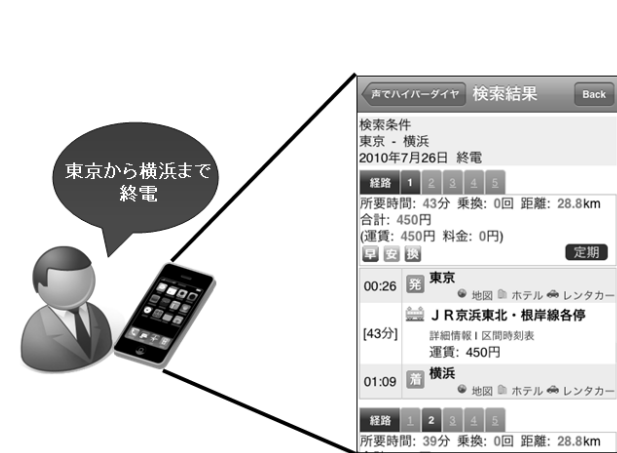 東京から横浜まで
終電
声でハイパーダイヤ 検索結果 Back
検索条件
東京 - 横浜
2010年7月26日 終電
経路 1 2 3 4 5
所要時間: 43分 乗換: 0回 距離: 28.8km
合計: 450円
(運賃: 450円 料金: 0円)
早 安 換 定期
00:26 発 東京
地図 ホテル レンタカー
ＪＲ京浜東北・根岸線各停
[43分] 詳細情報 | 区間時刻表
運賃: 450円
01:09 着 横浜
地図 ホテル レンタカー
経路 1 2 3 4 5
所要時間: 39分 乗換: 0回 距離: 28.8km